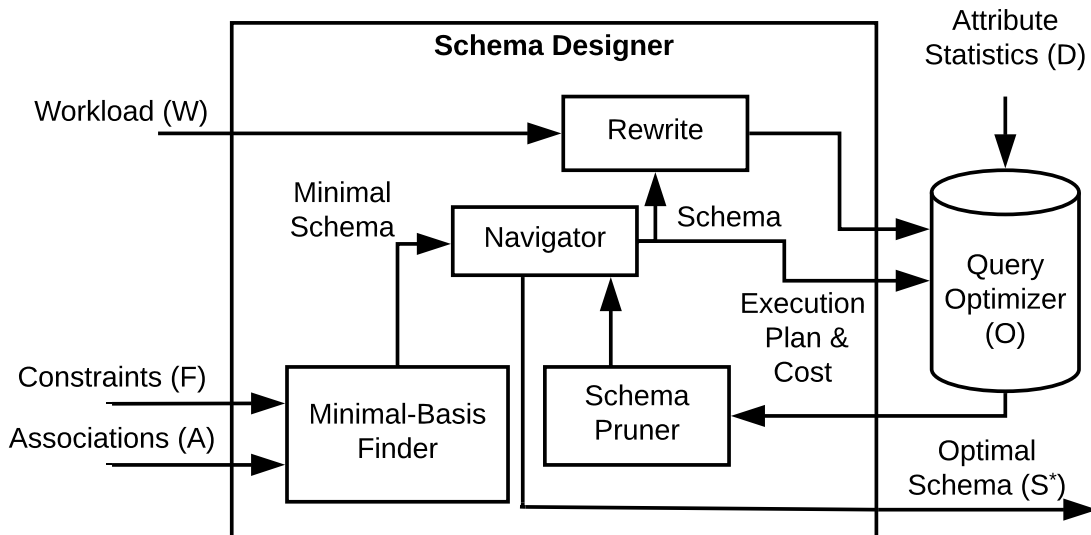 Attribute
Statistics (D)
Schema Designer
Workload (W)
Rewrite
Minimal
Schema
Navigator
Schema
Query
Optimizer
(O)
Execution
Plan &
Cost
Constraints (F)
Associations (A)
Minimal-Basis
Finder
Schema
Pruner
Optimal
Schema (S*)